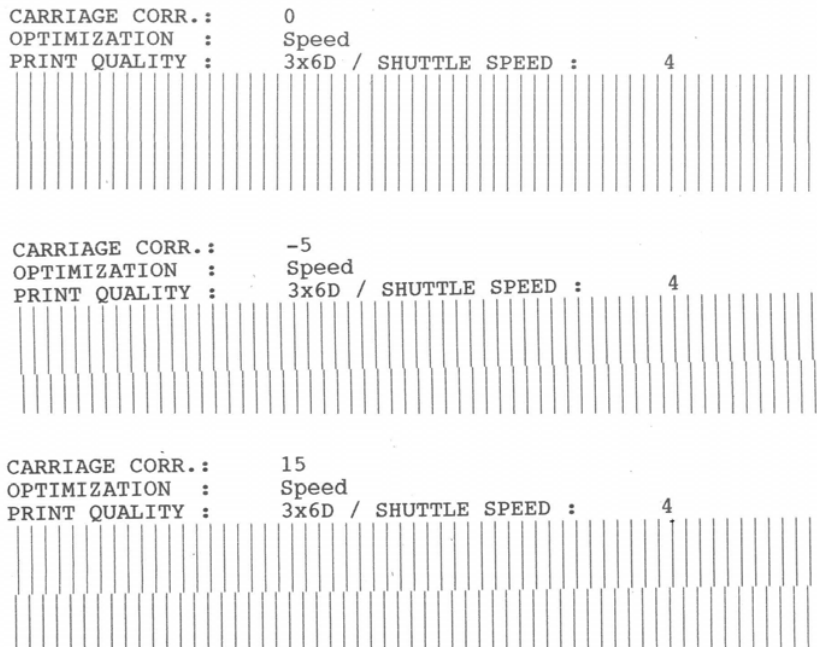 CARRIAGE CORR.: 0
OPTIMIZATION : Speed
PRINT QUALITY : 3x6D / SHUTTLE SPEED : 4
CARRIAGE CORR.: -5
OPTIMIZATION : Speed
PRINT QUALITY : 3x6D / SHUTTLE SPEED : 4
CARRIAGE CORR.: 15
OPTIMIZATION : Speed
PRINT QUALITY : 3x6D / SHUTTLE SPEED : 4